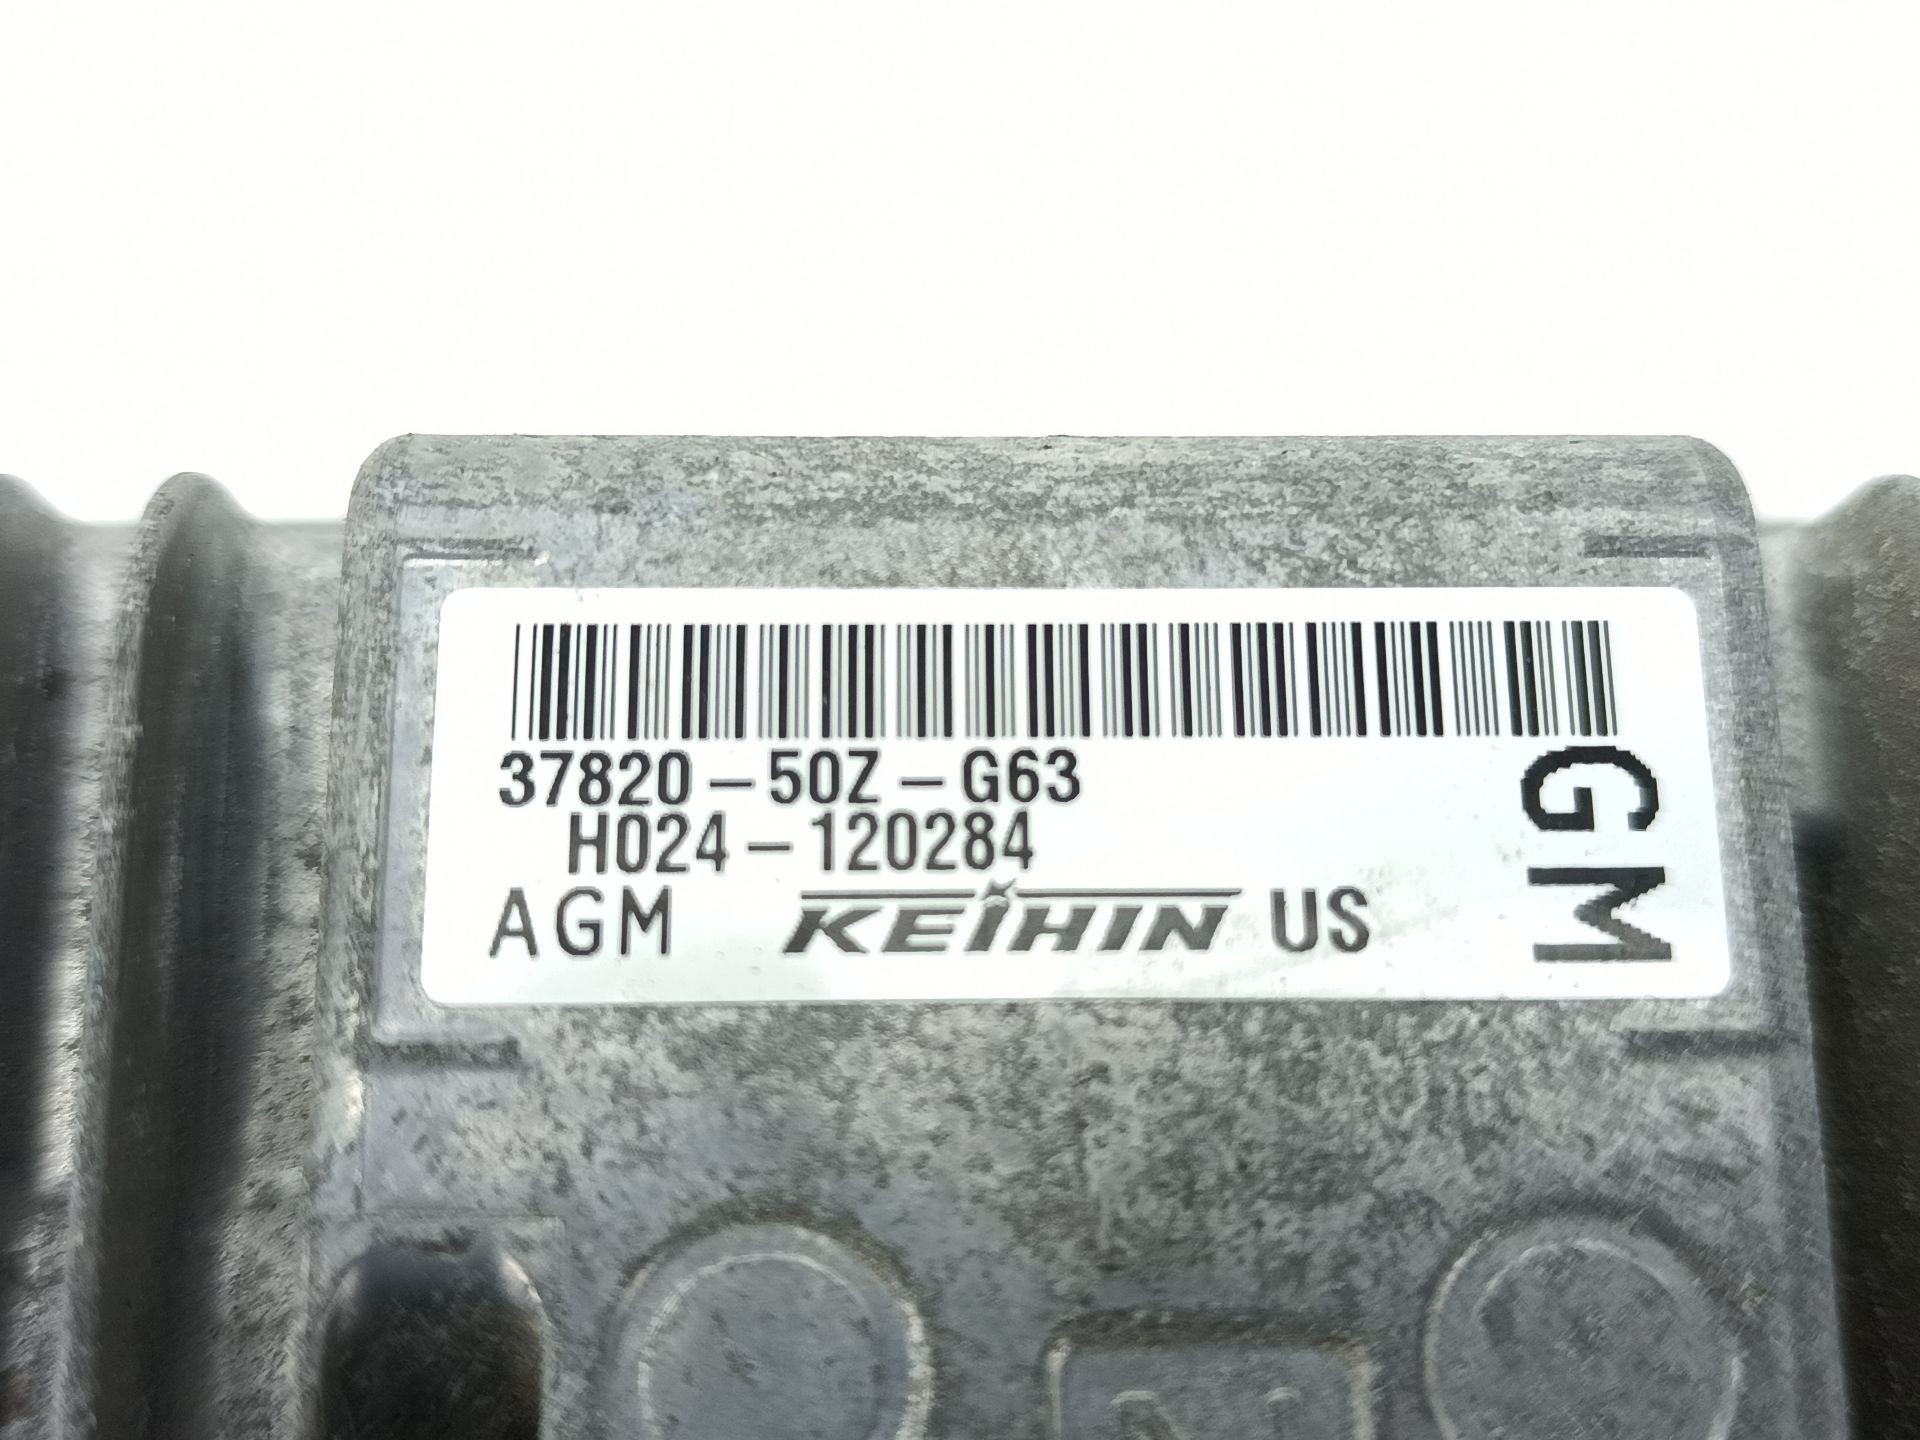 37820-50Z-G63
H024-120284
AGM KEIHIN US
GM